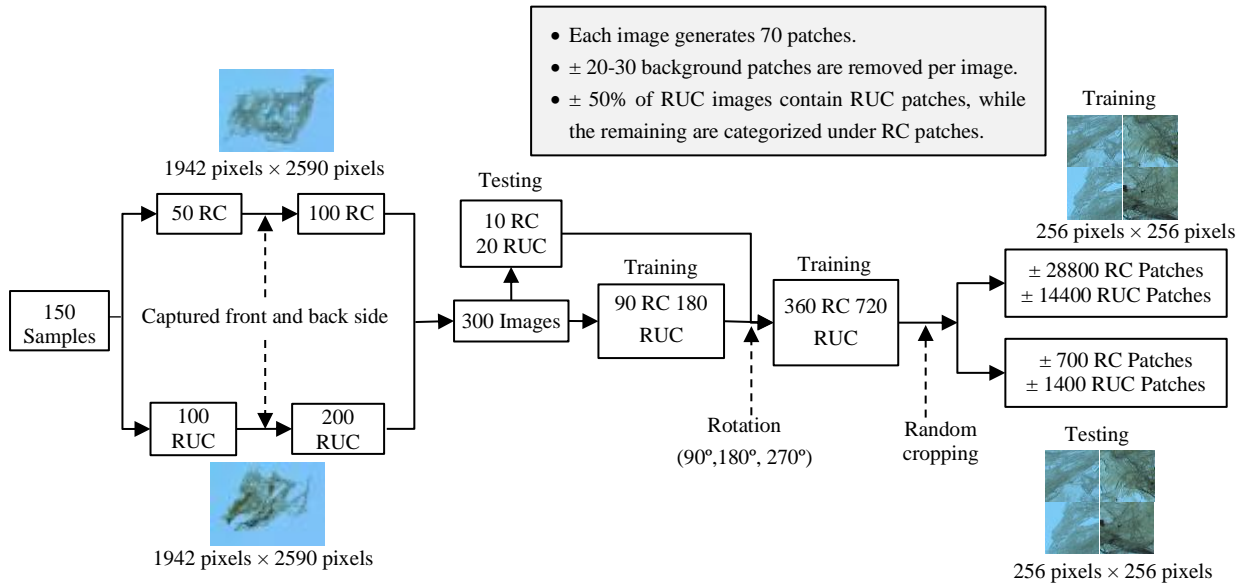 • Each image generates 70 patches.
• ± 20-30 background patches are removed per image.
• ± 50% of RUC images contain RUC patches, while
the remaining are categorized under RC patches.
1942 pixels × 2590 pixels
50 RC
100 RC
150
Samples
Captured front and back side
100
RUC
200
RUC
1942 pixels × 2590 pixels
Testing
10 RC
20 RUC
300 Images
Training
90 RC 180
RUC
Rotation
(90º,180º, 270º)
Training
360 RC 720
RUC
Random
cropping
Training
256 pixels × 256 pixels
± 28800 RC Patches
± 14400 RUC Patches
± 700 RC Patches
± 1400 RUC Patches
Testing
256 pixels × 256 pixels